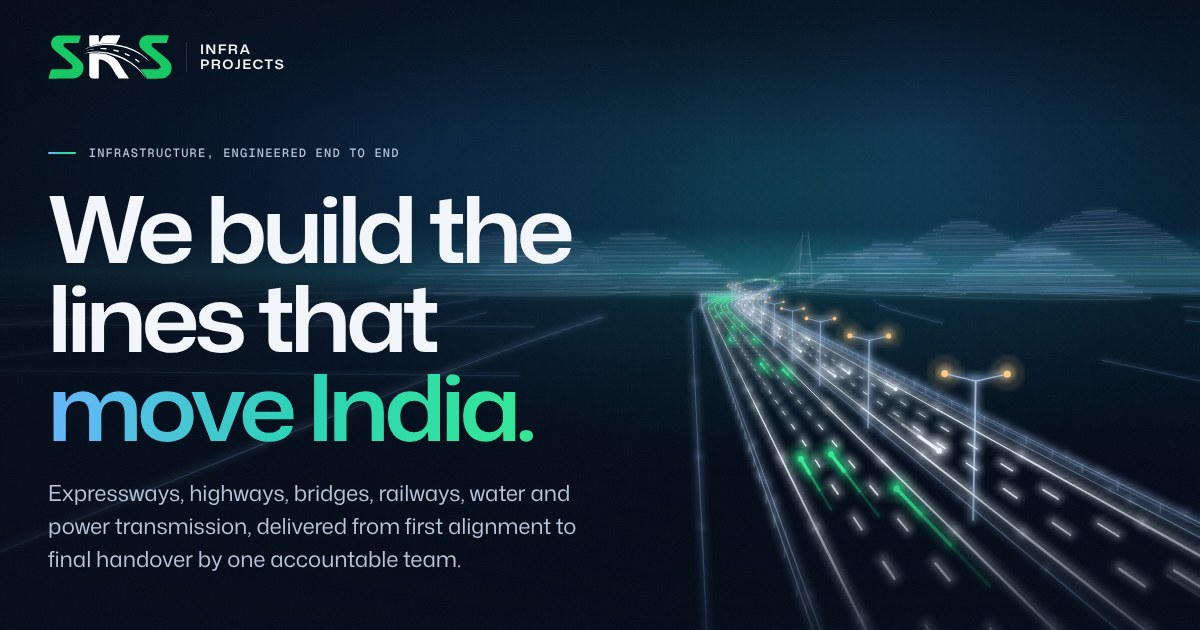 SKS
INFRA
PROJECTS
INFRASTRUCTURE, ENGINEERED END TO END
We build the
lines that
move India.
Expressways, highways, bridges, railways, water and
power transmission, delivered from first alignment to
final handover by one accountable team.